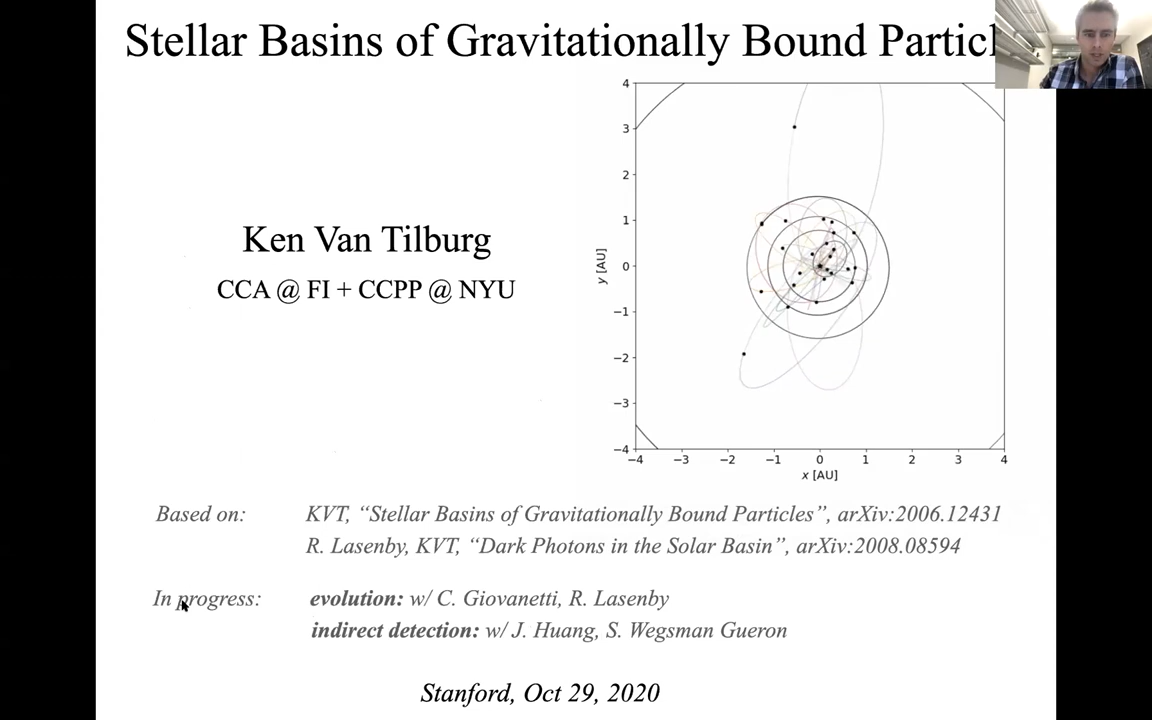 Stellar Basins of Gravitationally Bound
Ken Van Tilburg
CCA @ FI + CCPP @ NYU
4
3
2
1
0
−1
−2
−3
−4
y [AU]
−4 −3 −2 −1 0 1 2 3 4
x [AU]
Based on: KVT, “Stellar Basins of Gravitationally Bound Particles”, arXiv:2006.12431
R. Lasenby, KVT, “Dark Photons in the Solar Basin”, arXiv:2008.08594
In progress: evolution: w/ C. Giovanetti, R. Lasenby
indirect detection: w/ J. Huang, S. Wegsman Gueron
Stanford, Oct 29, 2020